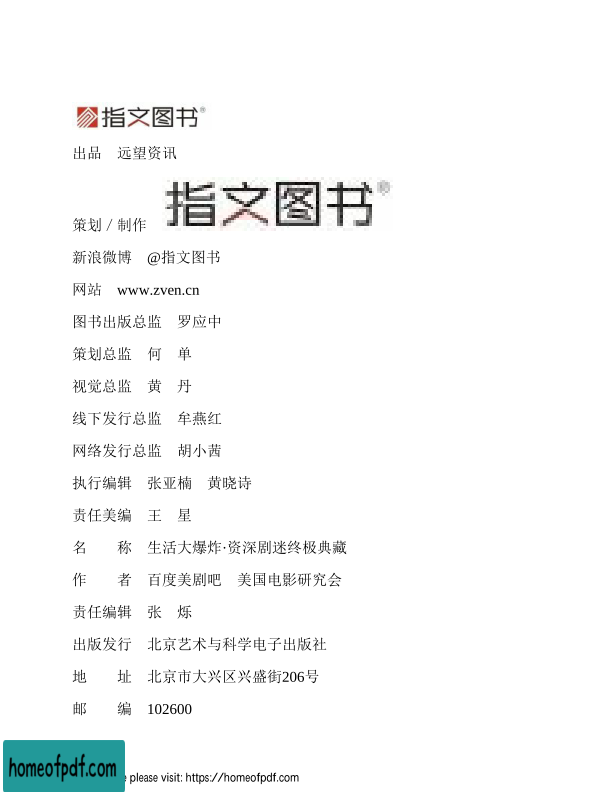 指文图书®
出品　远望资讯
策划／制作　指文图书®
新浪微博　@指文图书
网站　www.zven.cn
图书出版总监　罗应中
策划总监　何　单
视觉总监　黄　丹
线下发行总监　牟燕红
网络发行总监　胡小茜
执行编辑　张亚楠　黄晓诗
责任美编　王　星
名　　称　生活大爆炸·资深剧迷终极典藏
作　　者　百度美剧吧　美国电影研究会
责任编辑　张　烁
出版发行　北京艺术与科学电子出版社
地　　址　北京市大兴区兴盛街206号
邮　　编　102600
homeofpdf.com
please visit: https://homeofpdf.com